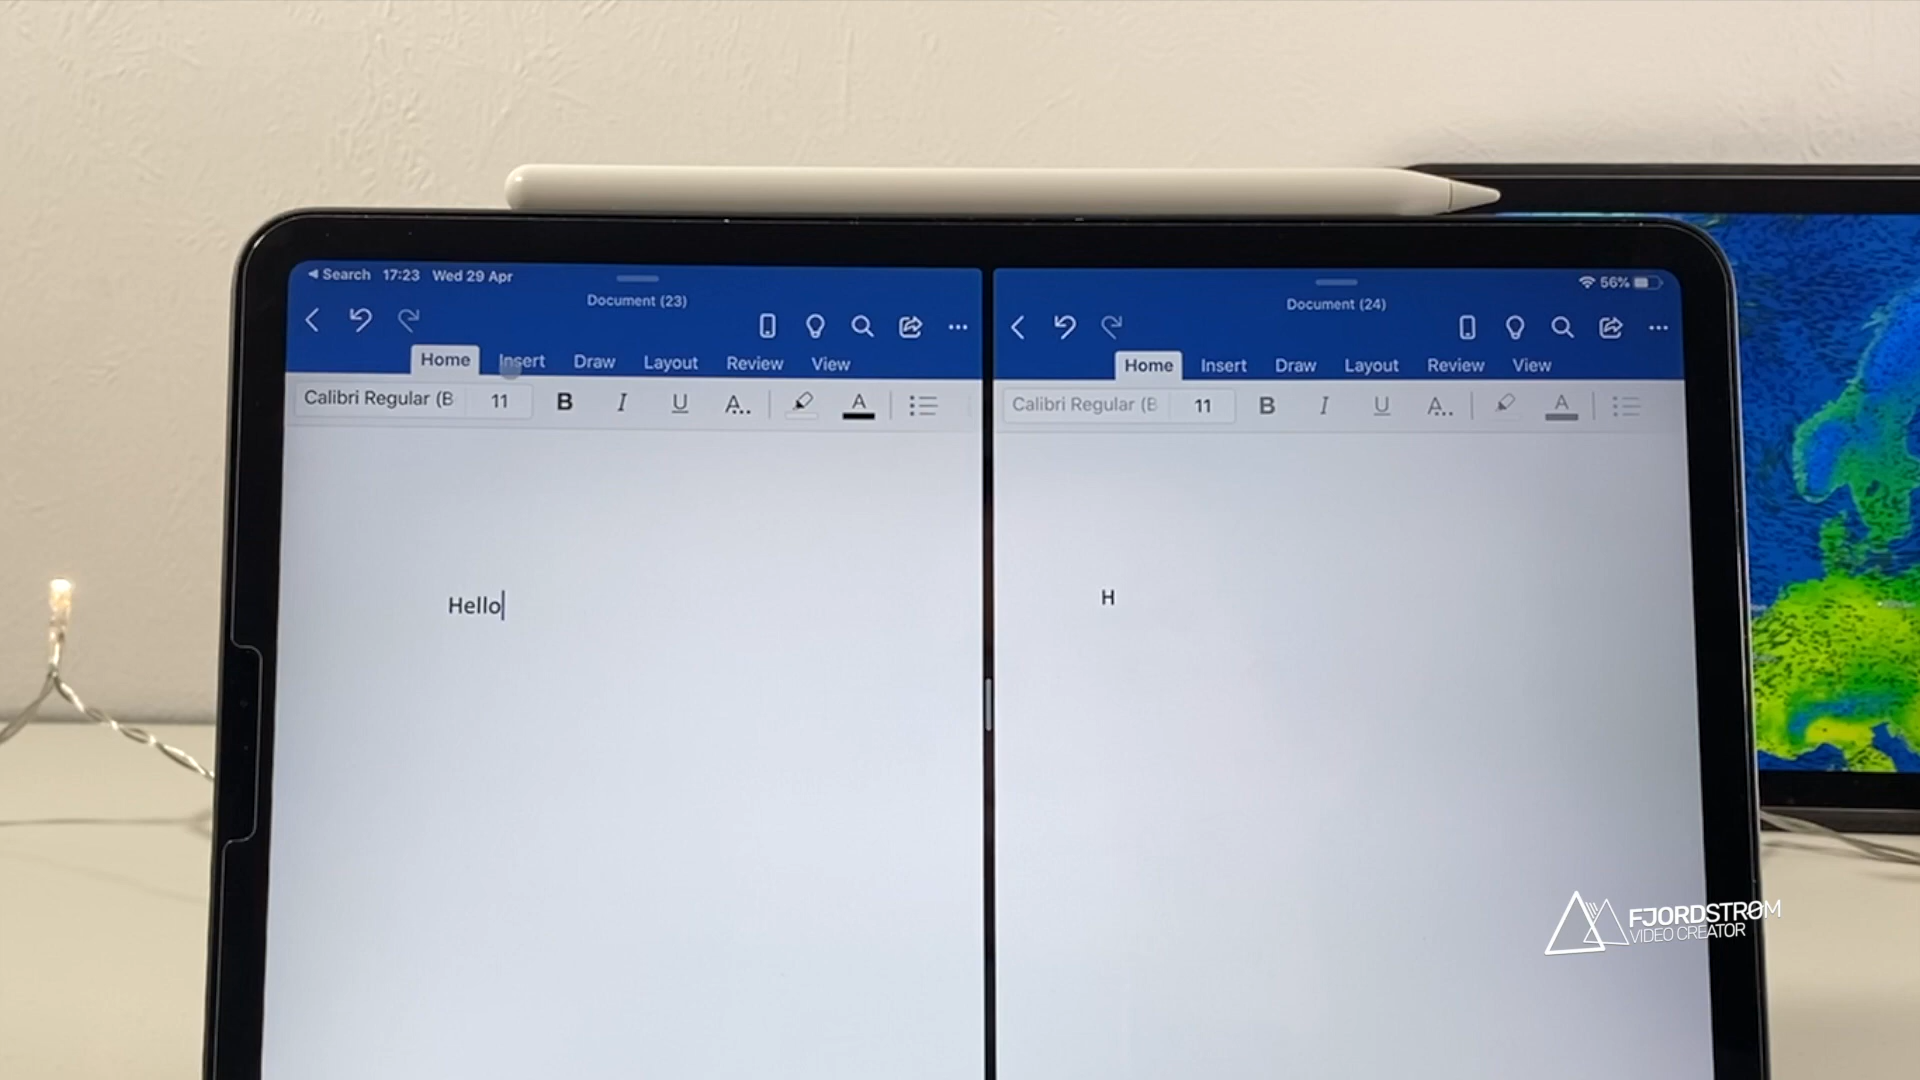 Search 17:23 Wed 29 Apr
Document (23)
Home Insert Draw Layout Review View
Calibri Regular (B 11 B I U A.. A
Hello
56%
Document (24)
Home Insert Draw Layout Review View
Calibri Regular (B 11 B I U A.. A
H
FJORDSTRØM
VIDEO CREATOR